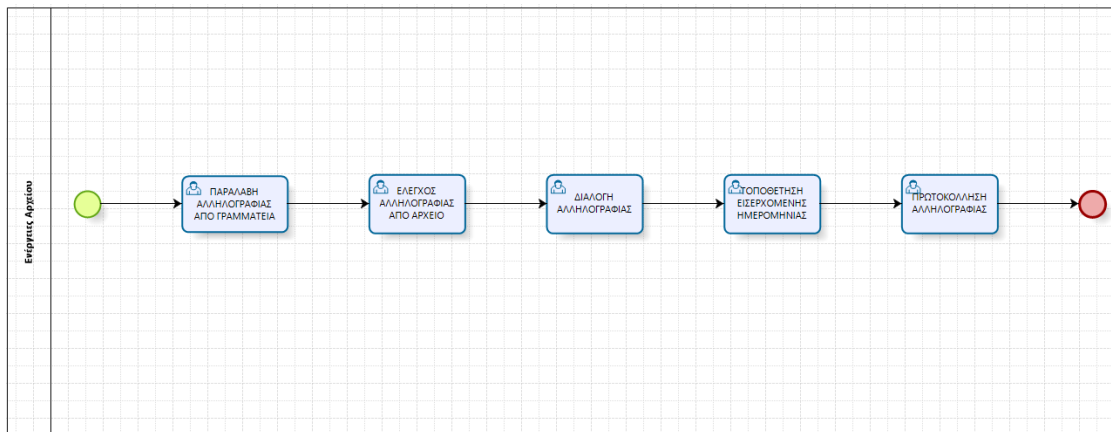 Ενέργειες Αρχείου
ΠΑΡΑΛΑΒΗ
ΑΛΛΗΛΟΓΡΑΦΙΑΣ
ΑΠΟ ΓΡΑΜΜΑΤΕΙΑ
ΕΛΕΓΧΟΣ
ΑΛΛΗΛΟΓΡΑΦΙΑΣ
ΑΠΟ ΑΡΧΕΙΟ
ΔΙΑΛΟΓΗ
ΑΛΛΗΛΟΓΡΑΦΙΑΣ
ΤΟΠΟΘΕΤΗΣΗ
ΕΙΣΕΡΧΟΜΕΝΗΣ
ΗΜΕΡΟΜΗΝΙΑΣ
ΠΡΩΤΟΚΟΛΛΗΣΗ
ΑΛΛΗΛΟΓΡΑΦΙΑΣ